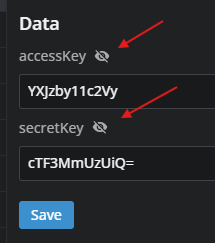 Data
accessKey
YXJzby11c2Vy
secretKey
cTF3MmUzUiQ=
Save